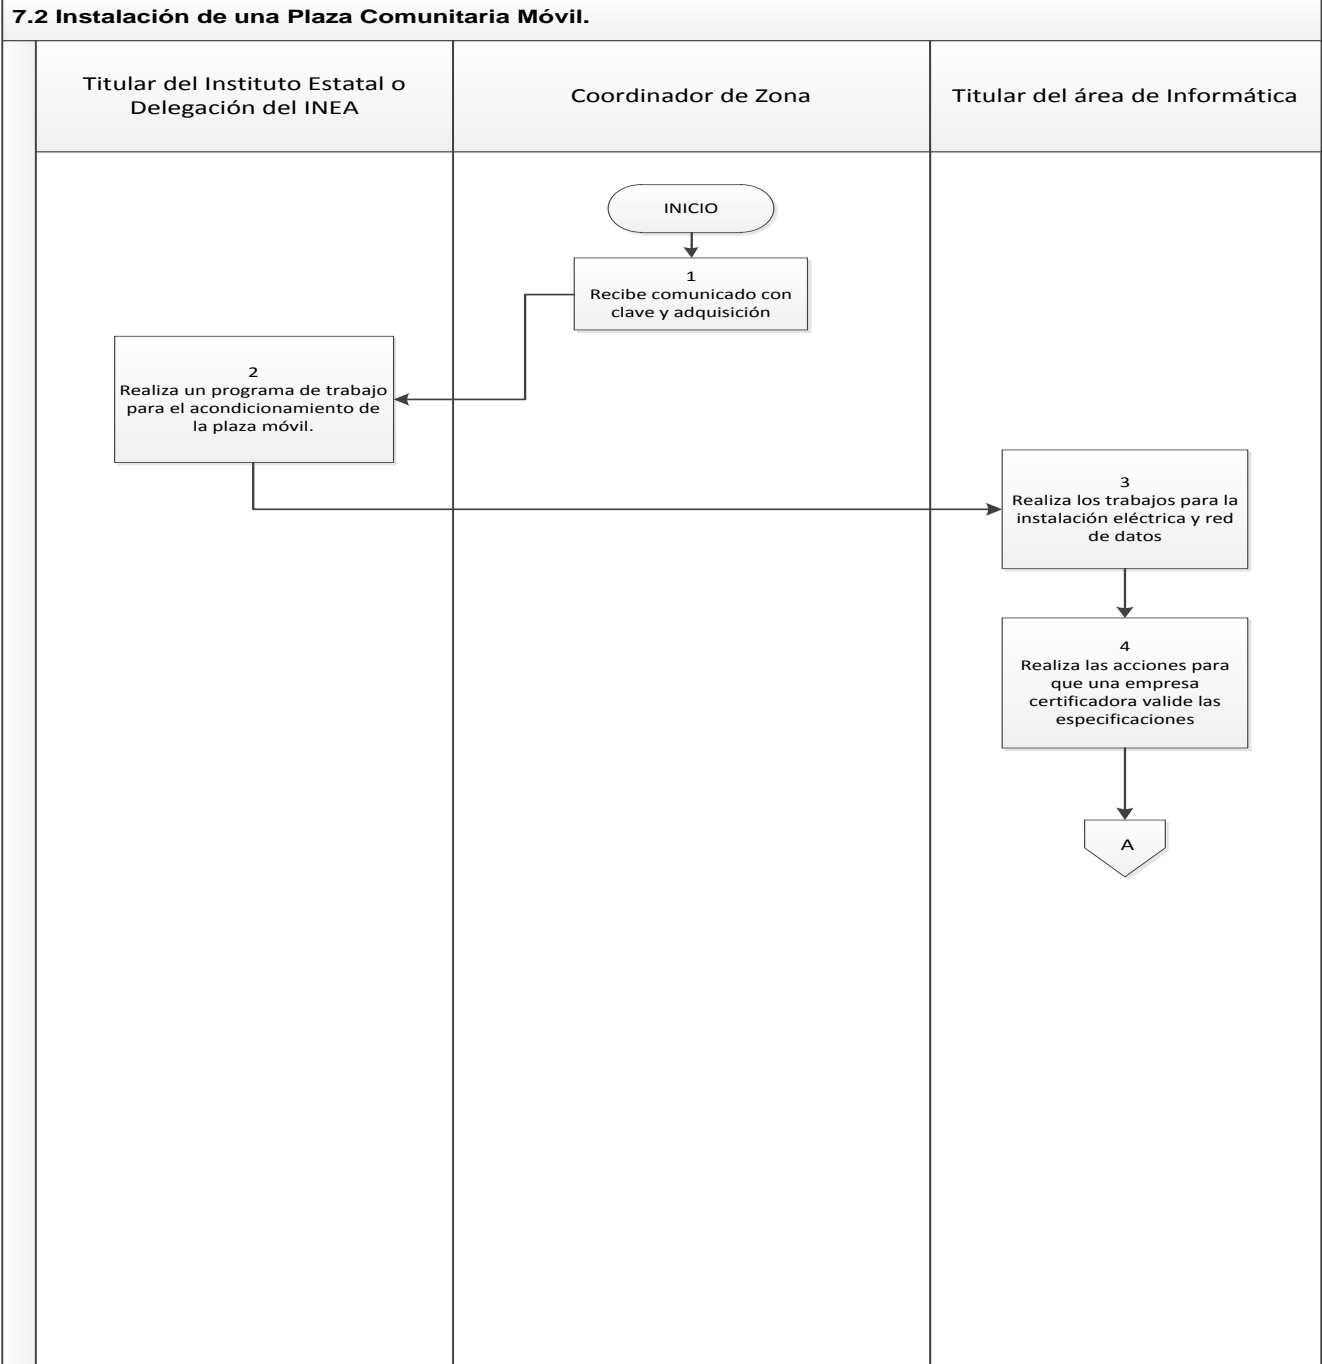 7.2 Instalación de una Plaza Comunitaria Móvil.
Titular del Instituto Estatal o
Delegación del INEA
Coordinador de Zona
Titular del área de Informática
INICIO
1
Recibe comunicado con
clave y adquisición
2
Realiza un programa de trabajo
para el acondicionamiento de
la plaza móvil.
3
Realiza los trabajos para la
instalación eléctrica y red
de datos
4
Realiza las acciones para
que una empresa
certificadora valide las
especificaciones
A